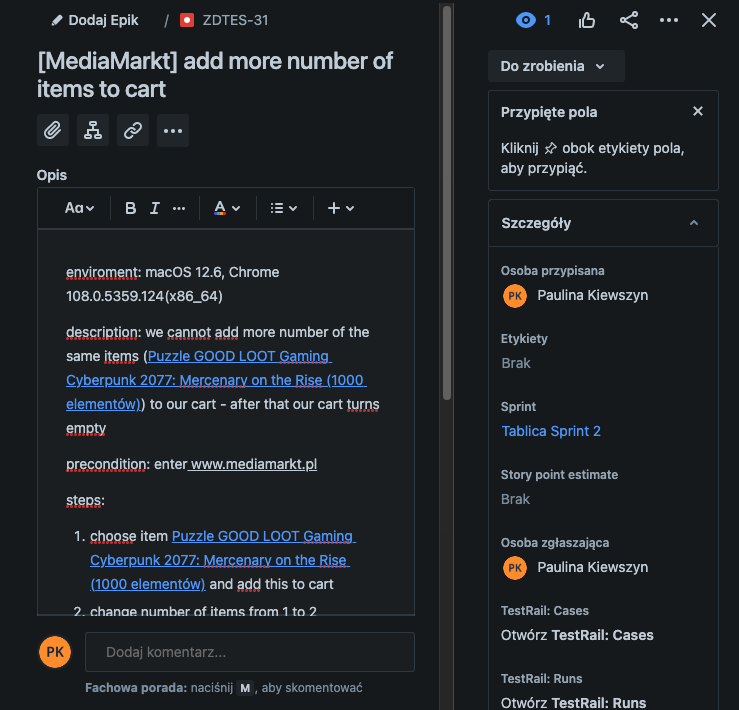 Dodaj Epik / ZDTES-31
[MediaMarkt] add more number of
items to cart
Opis
Aa B I ... A
enviroment: macOS 12.6, Chrome
108.0.5359.124(x86_64)
description: we cannot add more number of the
same items (Puzzle GOOD LOOT Gaming
Cyberpunk 2077: Mercenary on the Rise (1000
elementów)) to our cart - after that our cart turns
empty
precondition: enter www.mediamarkt.pl
steps:
1. choose item Puzzle GOOD LOOT Gaming
Cyberpunk 2077: Mercenary on the Rise
(1000 elementów) and add this to cart
2. change number of items from 1 to 2
PK Dodaj komentarz...
Fachowa porada: naciśnij M , aby skomentować
1
Do zrobienia
Przypięte pola
Kliknij obok etykiety pola,
aby przypiąć.
Szczegóły
Osoba przypisana
PK Paulina Kiewszyn
Etykiety
Brak
Sprint
Tablica Sprint 2
Story point estimate
Brak
Osoba zgłaszająca
PK Paulina Kiewszyn
TestRail: Cases
Otwórz TestRail: Cases
TestRail: Runs
Otwórz TestRail: Runs